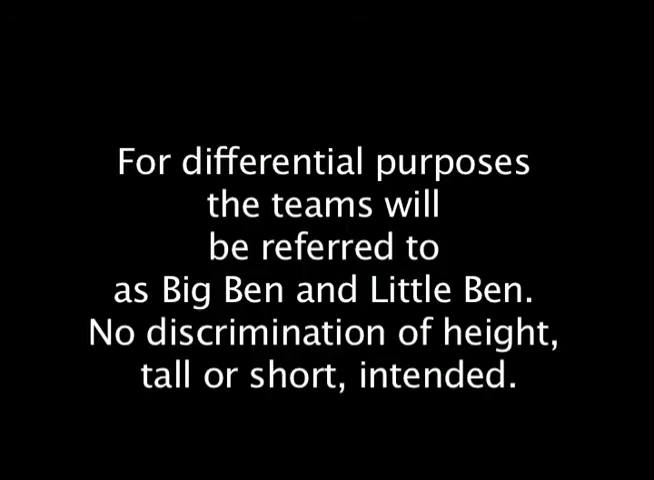 For differential purposes
the teams will
be referred to
as Big Ben and Little Ben.
No discrimination of height,
tall or short, intended.